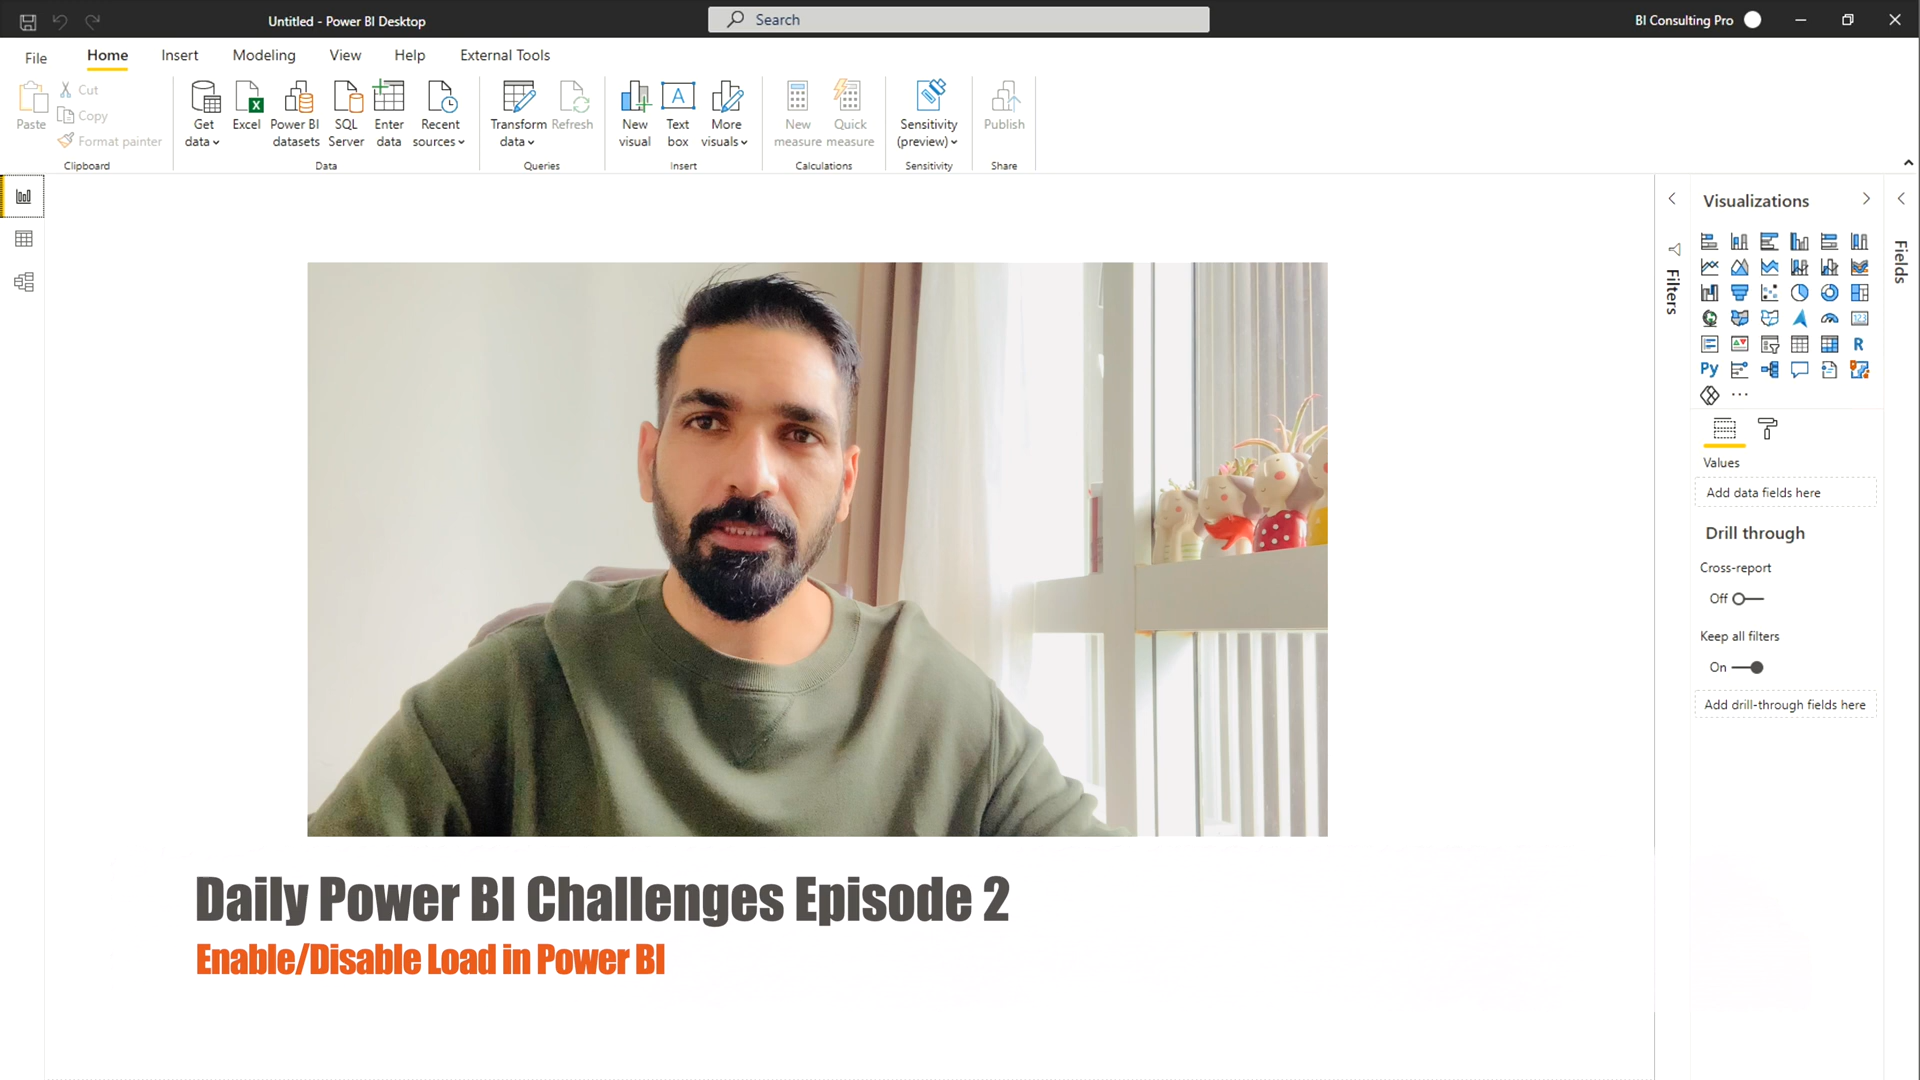 Untitled - Power BI Desktop
Search
BI Consulting Pro
File
Home
Insert
Modeling
View
Help
External Tools
Paste
Cut
Copy
Format painter
Clipboard
Get data
Excel
Power BI datasets
SQL Server
Enter data
Recent sources
Data
Transform data
Refresh
Queries
New visual
Text box
More visuals
Insert
New measure
Quick measure
Calculations
Sensitivity (preview)
Sensitivity
Publish
Share
Filters
Visualizations
Fields
R
Py
123
Values
Add data fields here
Drill through
Cross-report
Off
Keep all filters
On
Add drill-through fields here
Daily Power BI Challenges Episode 2
Enable/Disable Load in Power BI